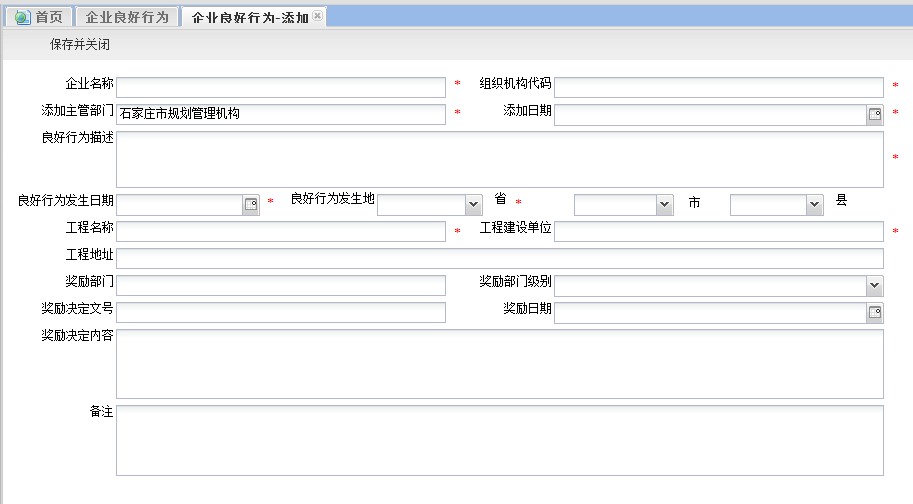 首页 企业良好行为 企业良好行为-添加
保存并关闭
企业名称 * 组织机构代码 *
添加主管部门 石家庄市规划管理机构 * 添加日期 *
良好行为描述 *
良好行为发生日期 * 良好行为发生地 省 * 市 县
工程名称 * 工程建设单位 *
工程地址
奖励部门 奖励部门级别
奖励决定文号 奖励日期
奖励决定内容
备注